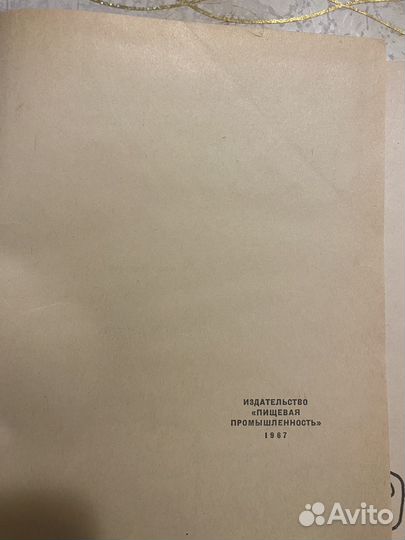 ИЗДАТЕЛЬСТВО
«ПИЩЕВАЯ
ПРОМЫШЛЕННОСТЬ»
1967
Avito